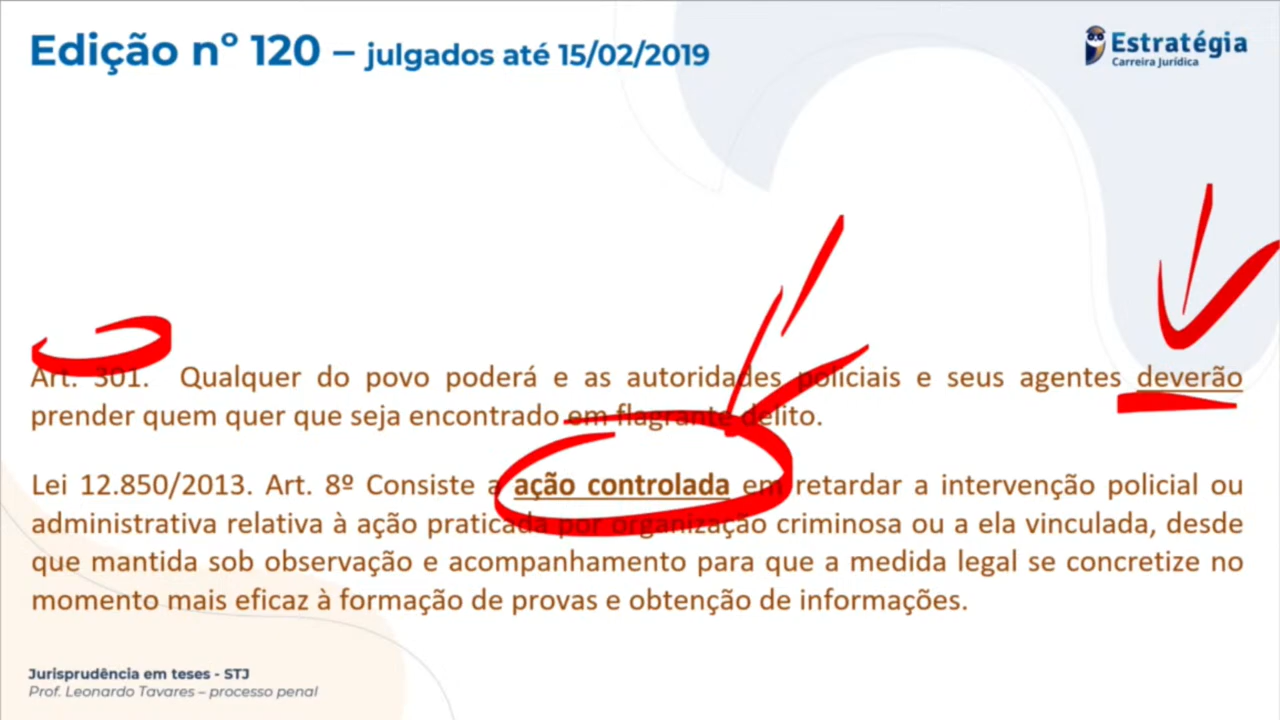 Edição nº 120 – julgados até 15/02/2019
Estratégia
Carreira Jurídica
Art. 301. Qualquer do povo poderá e as autoridades policiais e seus agentes deverão
prender quem quer que seja encontrado em flagrante delito.
Lei 12.850/2013. Art. 8º Consiste a ação controlada em retardar a intervenção policial ou
administrativa relativa à ação praticada por organização criminosa ou a ela vinculada, desde
que mantida sob observação e acompanhamento para que a medida legal se concretize no
momento mais eficaz à formação de provas e obtenção de informações.
Jurisprudência em teses - STJ
Prof. Leonardo Tavares – processo penal